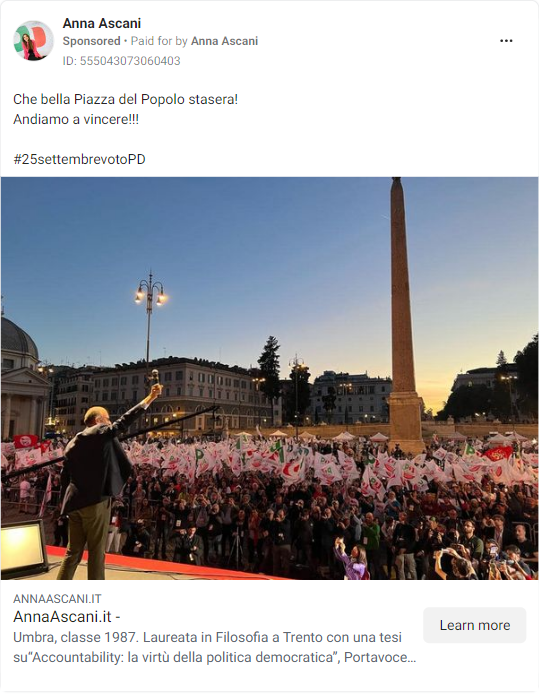 Anna Ascani
Sponsored • Paid for by Anna Ascani
ID: 555043073060403
Che bella Piazza del Popolo stasera!
Andiamo a vincere!!!
#25settembrevotoPD
ANNAASCANI.IT
AnnaAscani.it -
Umbra, classe 1987. Laureata in Filosofia a Trento con una tesi
su“Accountability: la virtù della politica democratica”, Portavoce...
Learn more